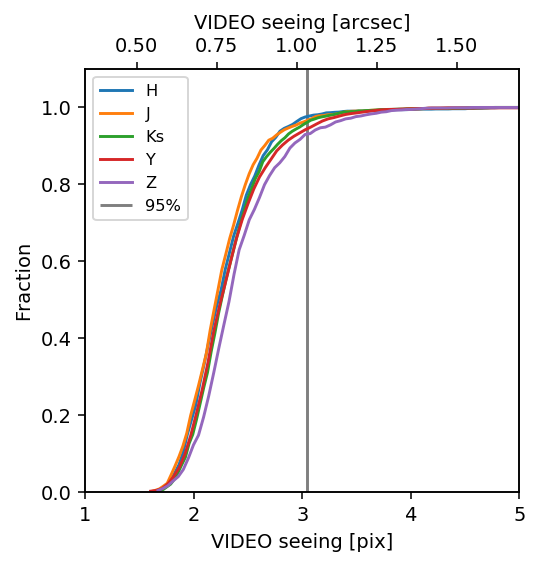 VIDEO seeing [arcsec]
0.50 0.75 1.00 1.25 1.50
H
J
Ks
Y
Z
95%
Fraction
1.0
0.8
0.6
0.4
0.2
0.0
1 2 3 4 5
VIDEO seeing [pix]